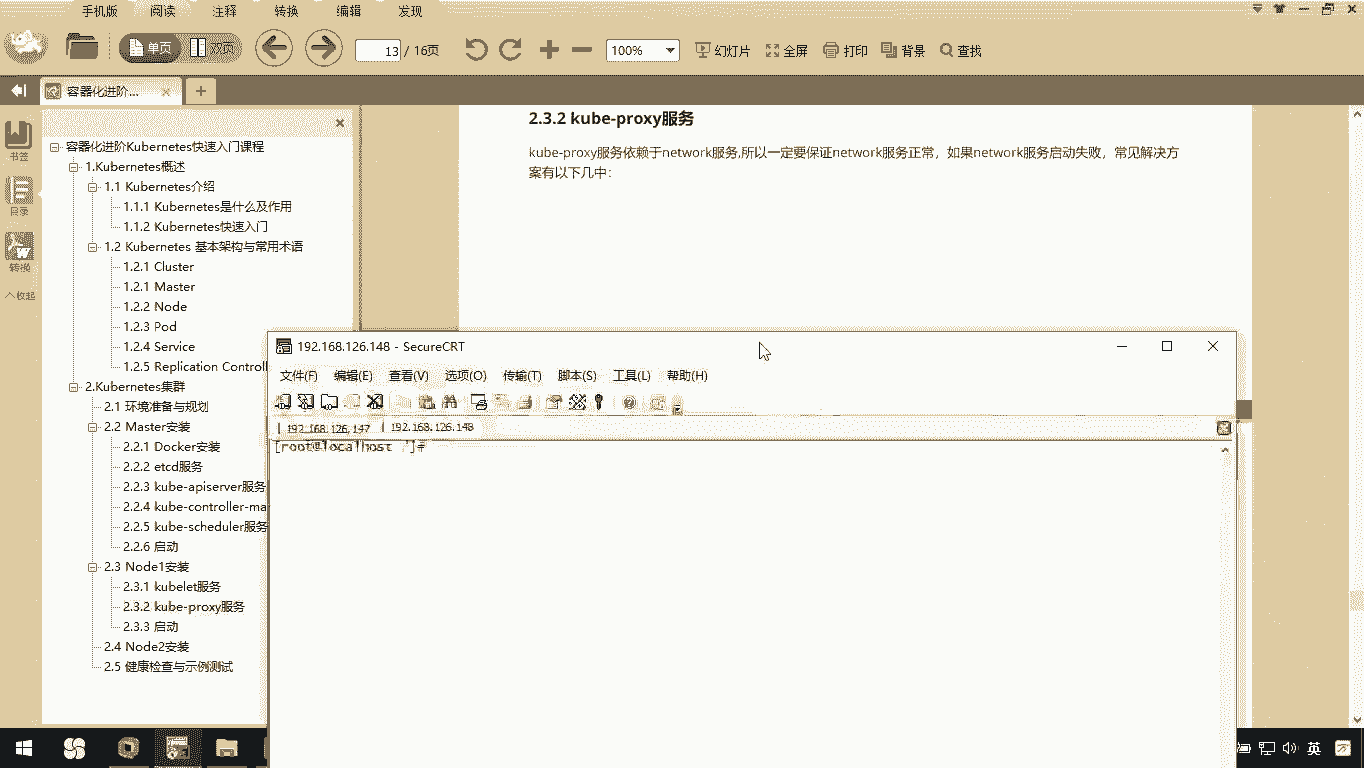 手机版 阅读 注释 转换 编辑 发现
单页 双页 13 / 16页 100% 幻灯片 全屏 打印 背景 查找
容器化进阶...
书签
目录
转换
收起
容器化进阶Kubernetes快速入门课程
1.Kubernetes概述
1.1 Kubernetes介绍
1.1.1 Kubernetes是什么及作用
1.1.2 Kubernetes快速入门
1.2 Kubernetes 基本架构与常用术语
1.2.1 Cluster
1.2.1 Master
1.2.2 Node
1.2.3 Pod
1.2.4 Service
1.2.5 Replication Controll
2.Kubernetes集群
2.1 环境准备与规划
2.2 Master安装
2.2.1 Docker安装
2.2.2 etcd服务
2.2.3 kube-apiserver服务
2.2.4 kube-controller-ma
2.2.5 kube-scheduler服务
2.2.6 启动
2.3 Node1安装
2.3.1 kubelet服务
2.3.2 kube-proxy服务
2.3.3 启动
2.4 Node2安装
2.5 健康检查与示例测试
2.3.2 kube-proxy服务
kube-proxy服务依赖于network服务,所以一定要保证network服务正常，如果network服务启动失败，常见解决方
案有以下几中：
192.168.126.148 - SecureCRT
文件(F) 编辑(E) 查看(V) 选项(O) 传输(T) 脚本(S) 工具(L) 帮助(H)
192.168.126.147 192.168.126.148
[root@localhost /]#
英